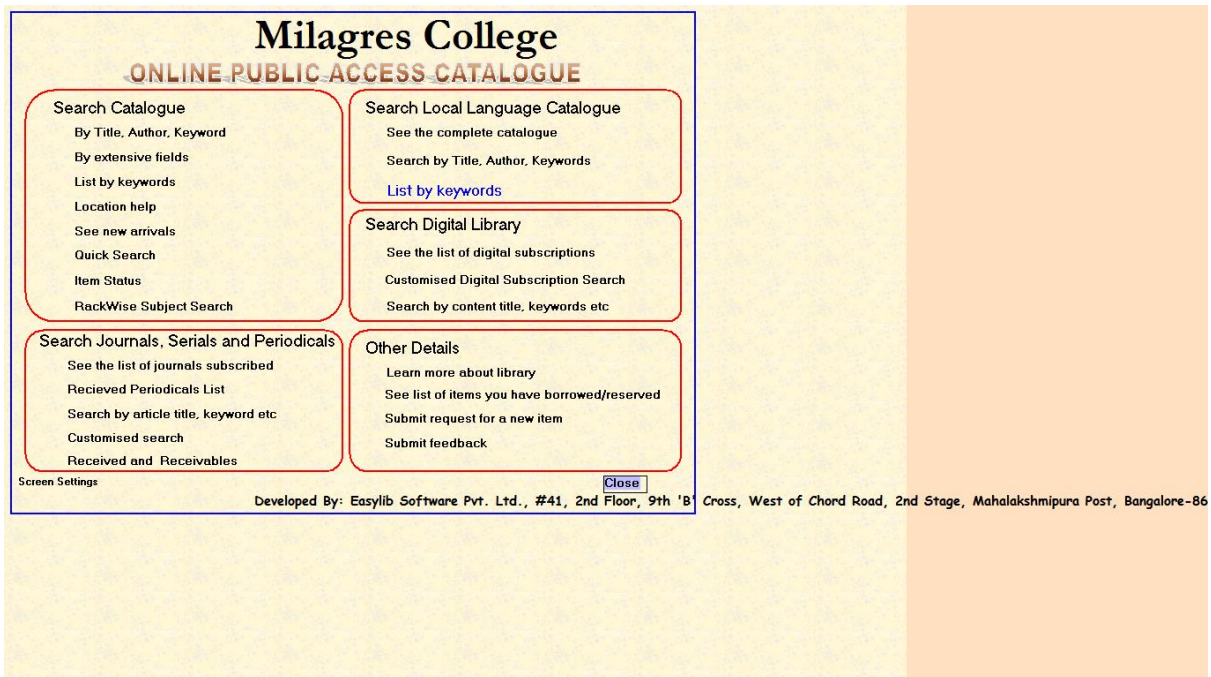 Milagres College
ONLINE PUBLIC ACCESS CATALOGUE
Search Catalogue
By Title, Author, Keyword
By extensive fields
List by keywords
Location help
See new arrivals
Quick Search
Item Status
RackWise Subject Search
Search Local Language Catalogue
See the complete catalogue
Search by Title, Author, Keywords
List by keywords
Search Digital Library
See the list of digital subscriptions
Customised Digital Subscription Search
Search by content title, keywords etc
Search Journals, Serials and Periodicals
See the list of journals subscribed
Recieved Periodicals List
Search by article title, keyword etc
Customised search
Received and Receivables
Other Details
Learn more about library
See list of items you have borrowed/reserved
Submit request for a new item
Submit feedback
Screen Settings
Close
Developed By: Easylib Software Pvt. Ltd., #41, 2nd Floor, 9th 'B' Cross, West of Chord Road, 2nd Stage, Mahalakshmipura Post, Bangalore-86